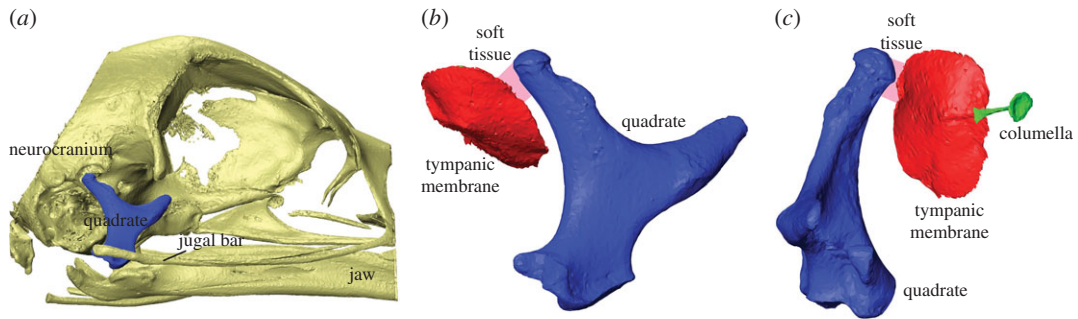 (a)
neurocranium
quadrate
jugal bar
jaw
(b)
soft
tissue
quadrate
tympanic
membrane
(c)
soft
tissue
columella
tympanic
membrane
quadrate